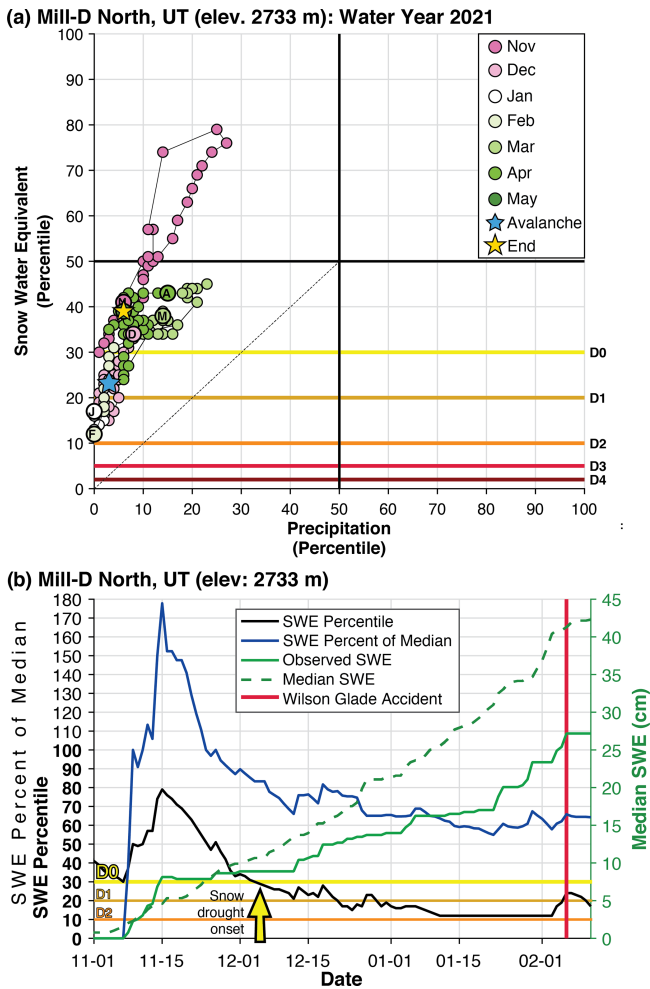 (a) Mill-D North, UT (elev. 2733 m): Water Year 2021
Snow Water Equivalent
(Percentile)
100
90
80
70
60
50
40
30
20
10
0
Nov
Dec
Jan
Feb
Mar
Apr
May
Avalanche
End
N
A
M
D
J
F
D0
D1
D2
D3
D4
0 10 20 30 40 50 60 70 80 90 100
Precipitation
(Percentile)
:
(b) Mill-D North, UT (elev: 2733 m)
SWE Percent of Median
SWE Percentile
180
170
160
150
140
130
120
110
100
90
80
70
60
50
40
30
20
10
0
SWE Percentile
SWE Percent of Median
Observed SWE
Median SWE
Wilson Glade Accident
D0
D1
D2
Snow
drought
onset
45
40
35
30
25
20
15
10
5
0
Median SWE (cm)
11-01 11-15 12-01 12-15 01-01 01-15 02-01
Date